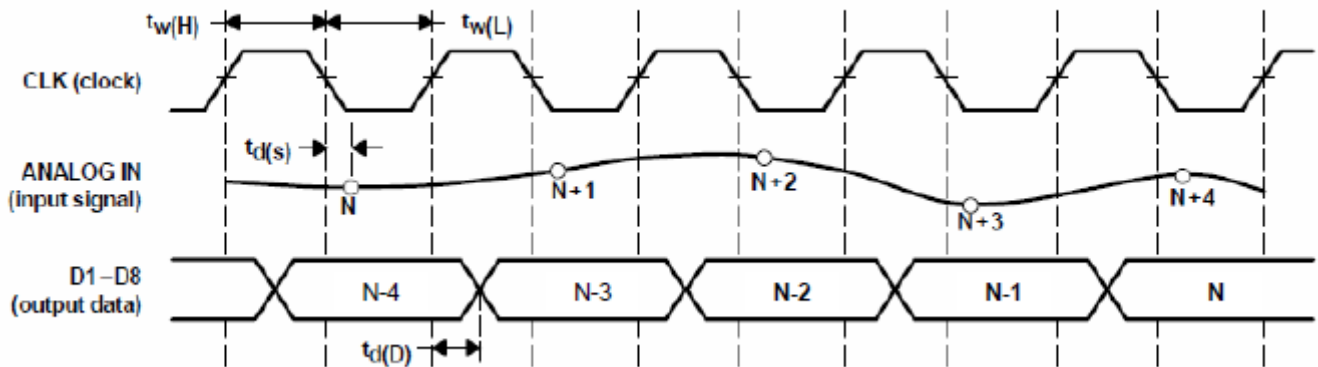 tw(H)
tw(L)
CLK (clock)
td(s)
ANALOG IN
(input signal)
N
N+1
N+2
N+3
N+4
D1–D8
(output data)
N-4
N-3
N-2
N-1
N
td(D)